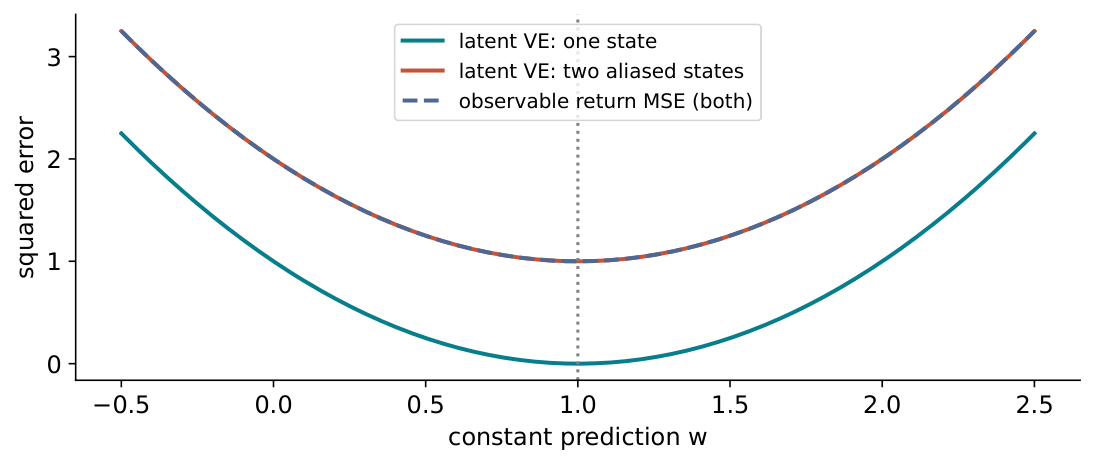 3
2
1
0
squared error
latent VE: one state
latent VE: two aliased states
observable return MSE (both)
−0.5 0.0 0.5 1.0 1.5 2.0 2.5
constant prediction w